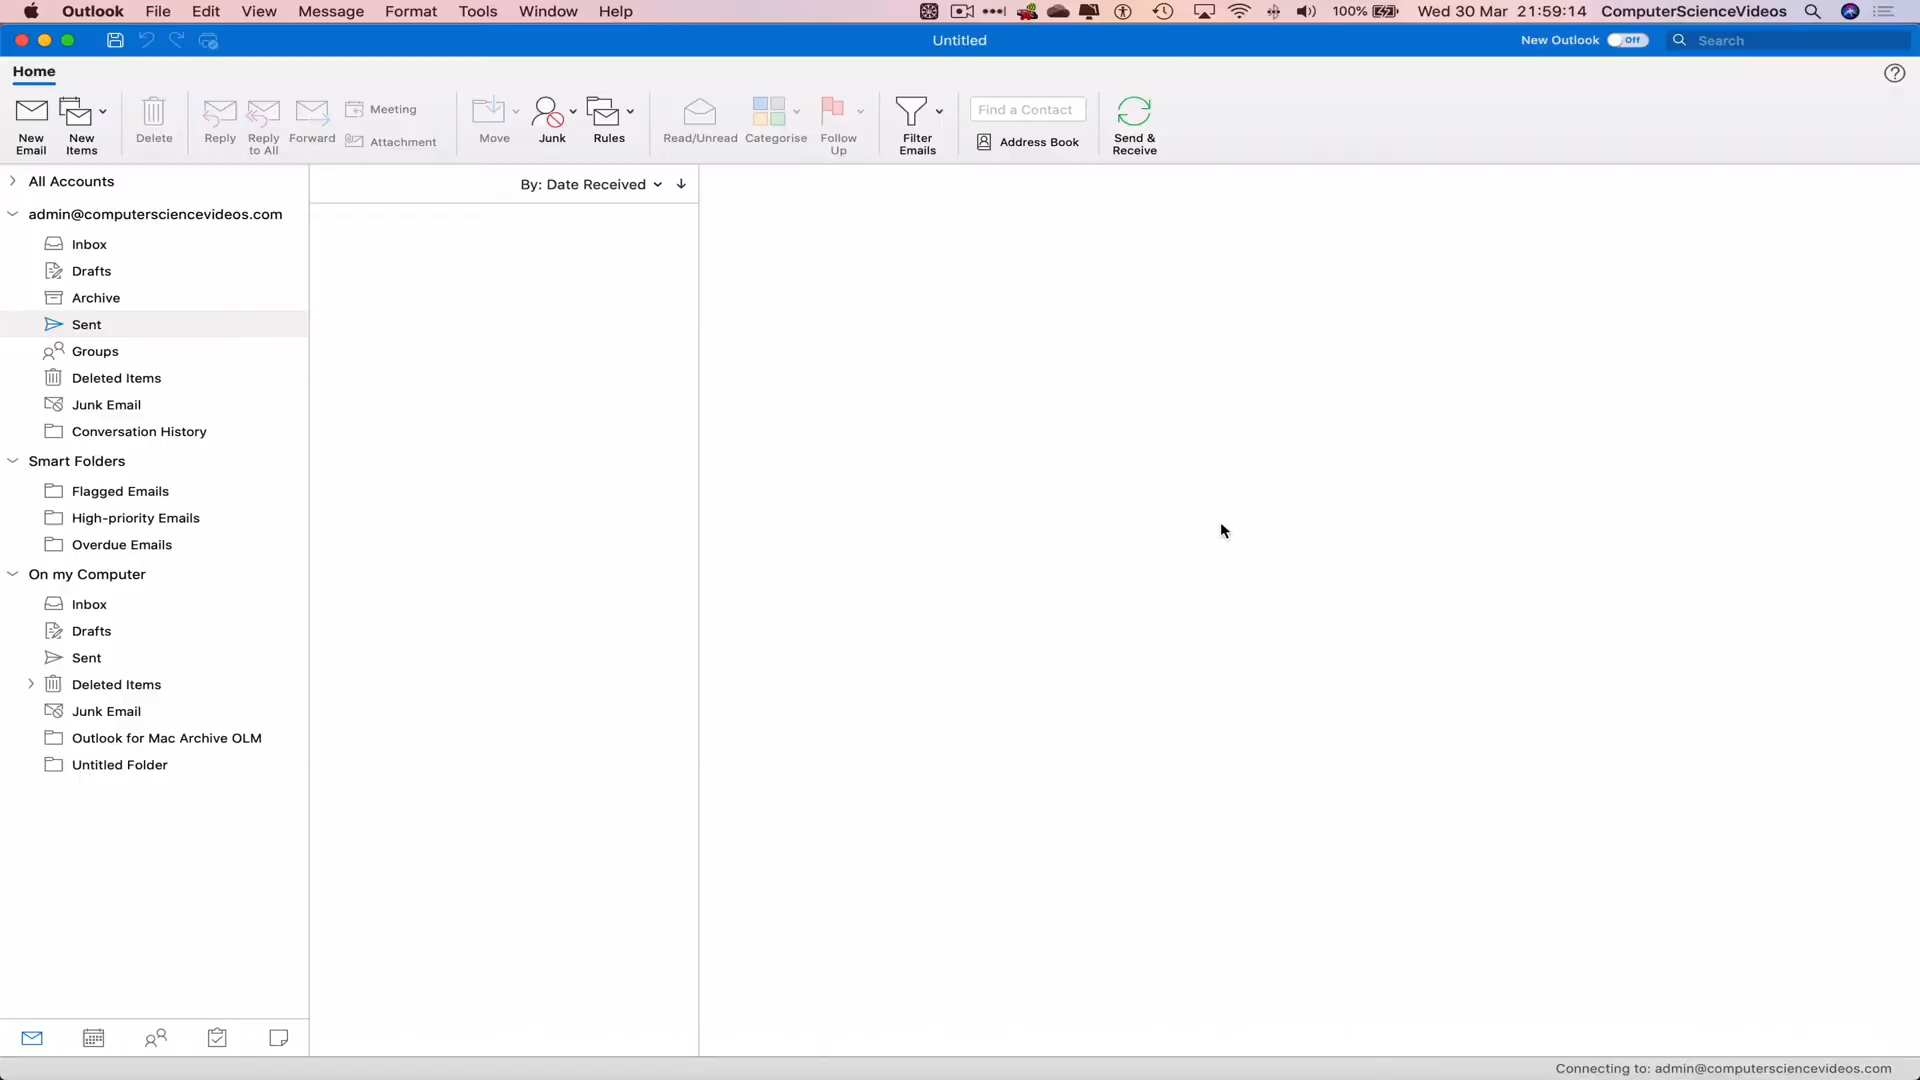 Outlook File Edit View Message Format Tools Window Help 100% Wed 30 Mar 21:59:14 ComputerScienceVideos
Untitled New Outlook Off Search
Home
New Email
New Items
Delete
Reply
Reply to All
Forward
Meeting
Attachment
Move
Junk
Rules
Read/Unread
Categorise
Follow Up
Filter Emails
Find a Contact
Address Book
Send & Receive
All Accounts
By: Date Received
admin@computersciencevideos.com
Inbox
Drafts
Archive
Sent
Groups
Deleted Items
Junk Email
Conversation History
Smart Folders
Flagged Emails
High-priority Emails
Overdue Emails
On my Computer
Inbox
Drafts
Sent
Deleted Items
Junk Email
Outlook for Mac Archive OLM
Untitled Folder
Connecting to: admin@computersciencevideos.com